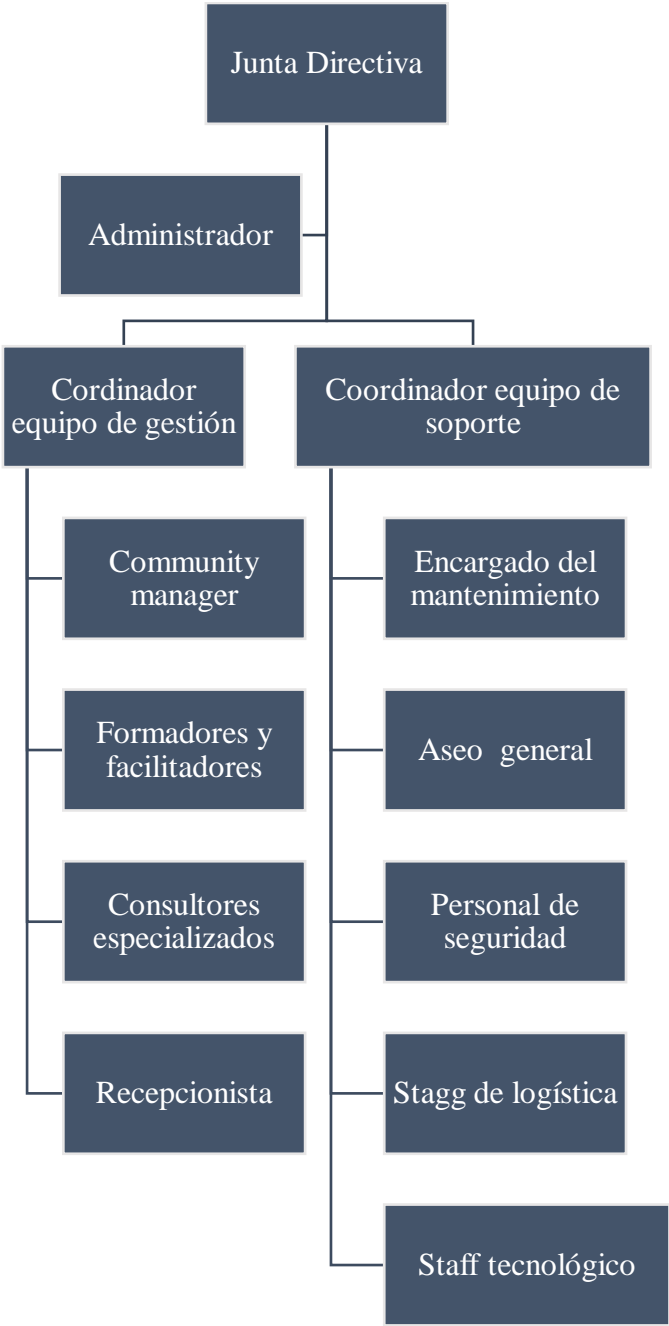 Junta Directiva
Administrador
Cordinador
equipo de gestión
Community
manager
Formadores y
facilitadores
Consultores
especializados
Recepcionista
Coordinador equipo de
soporte
Encargado del
mantenimiento
Aseo  general
Personal de
seguridad
Stagg de logística
Staff tecnológico